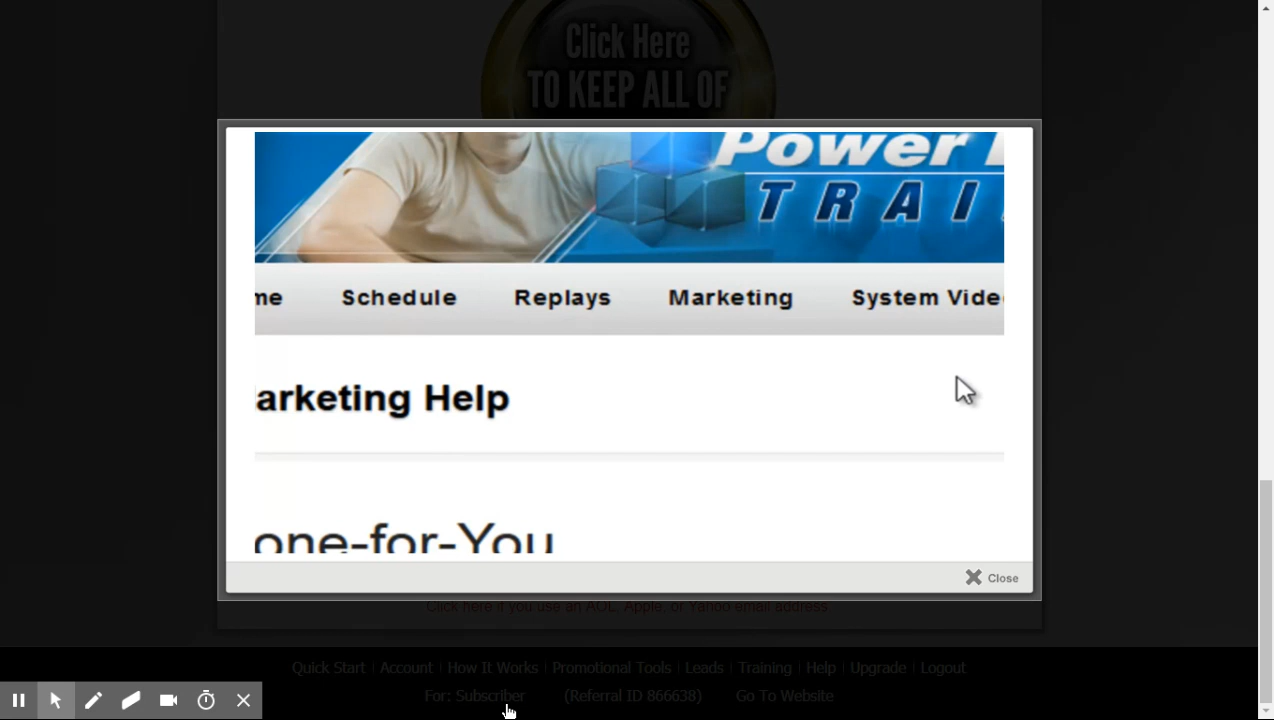 Click Here
TO KEEP ALL OF
Power
TRAI
me Schedule Replays Marketing System Vide
arketing Help
one-for-You
Close
Click here if you use an AOL, Apple, or Yahoo email address
Quick Start | Account | How It Works | Promotional Tools | Leads | Training | Help | Upgrade | Logout
For: Subscriber (Referral ID 866638) Go To Website